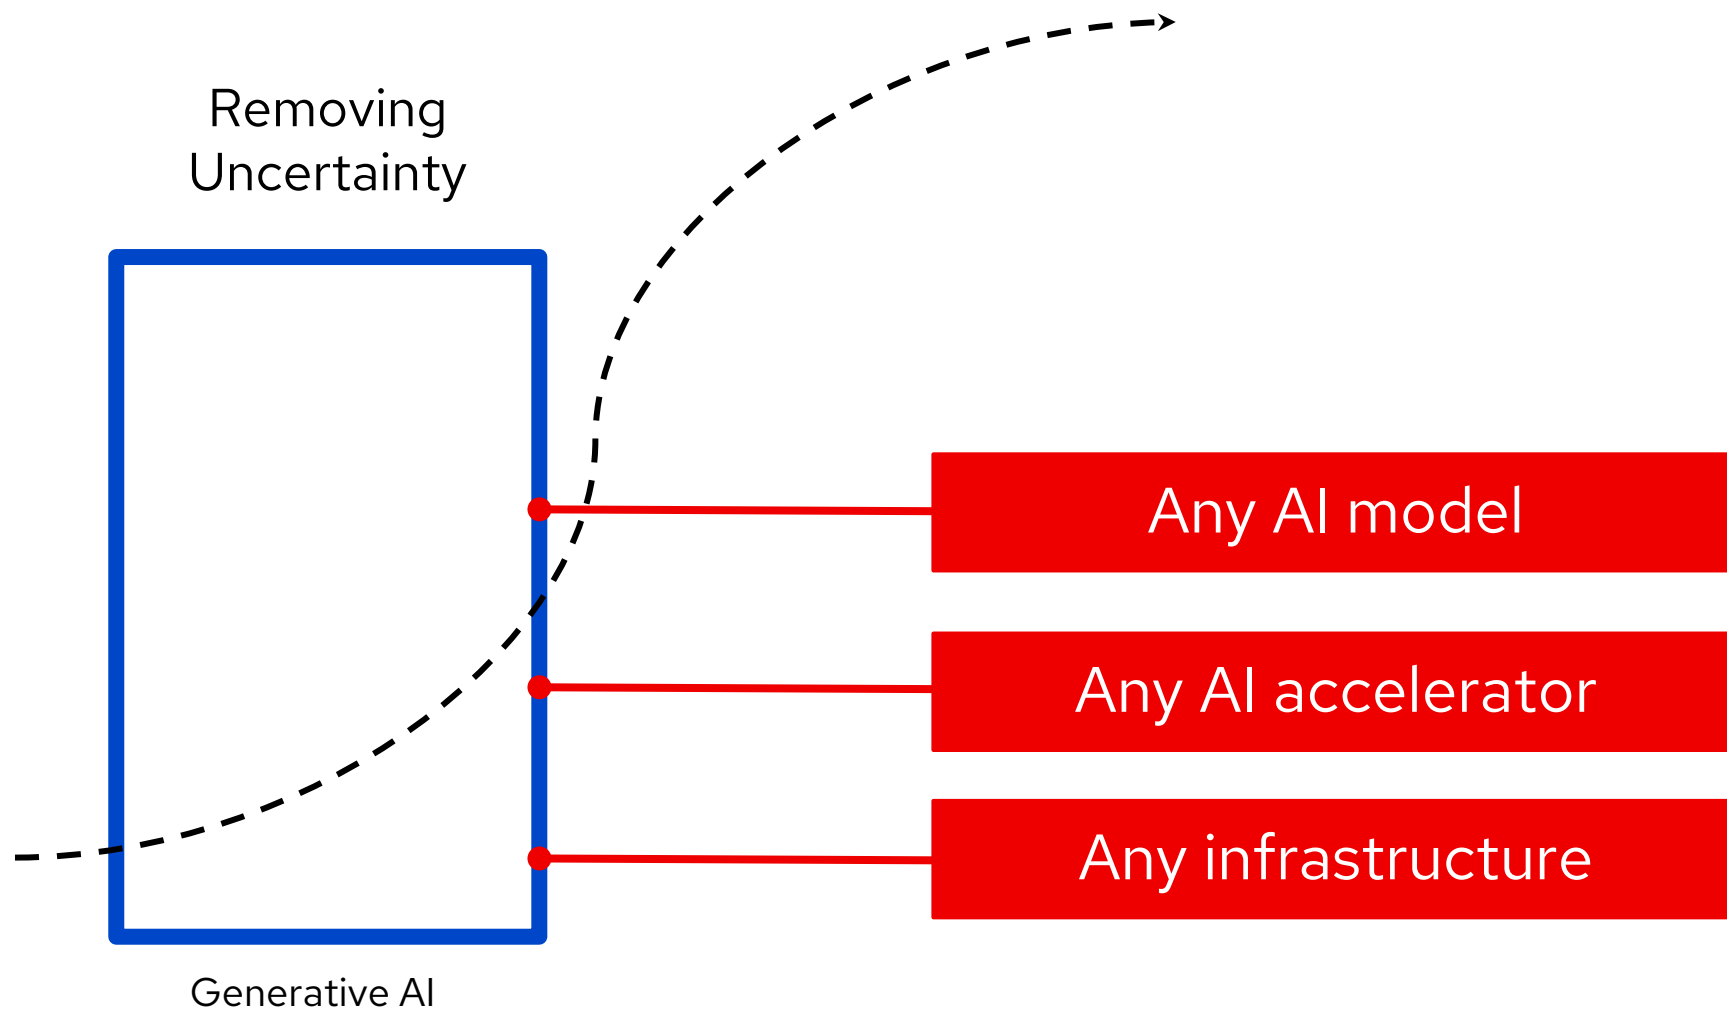 Removing
Uncertainty
Any AI model
Any AI accelerator
Any infrastructure
Generative AI